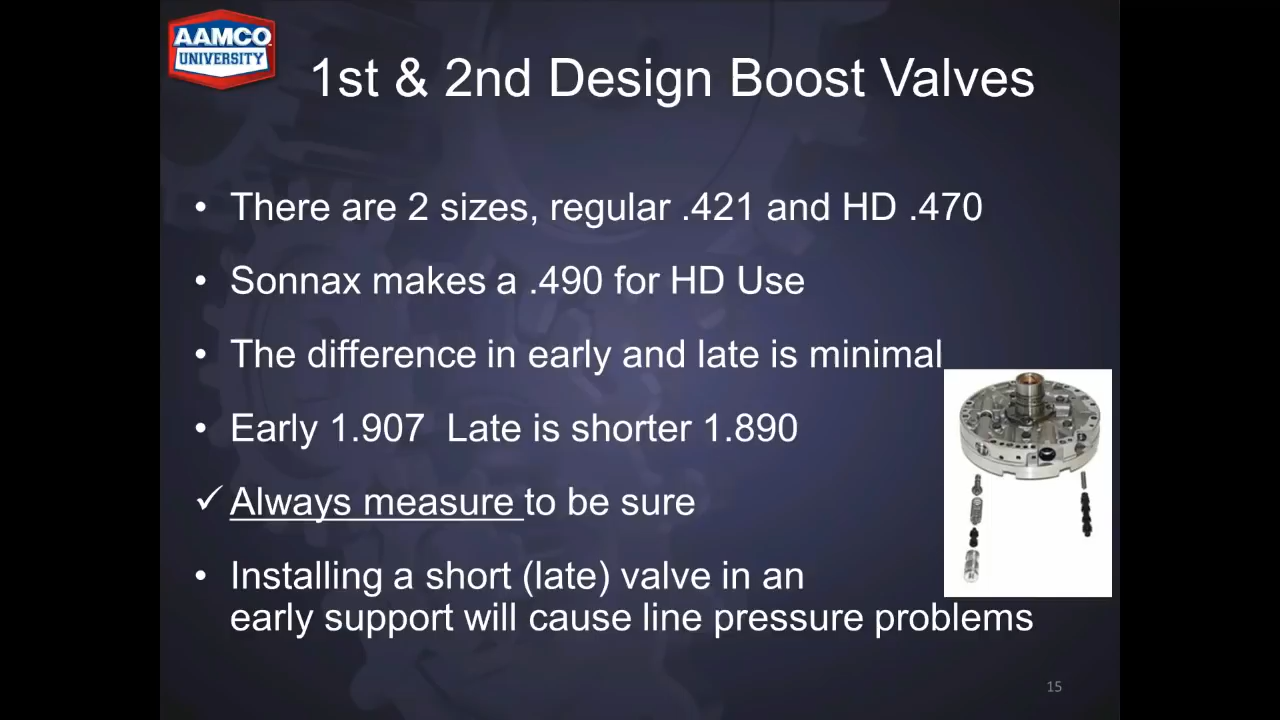 AAMCO
UNIVERSITY
1st & 2nd Design Boost Valves
• There are 2 sizes, regular .421 and HD .470
• Sonnax makes a .490 for HD Use
• The difference in early and late is minimal
• Early 1.907 Late is shorter 1.890
✓ Always measure to be sure
• Installing a short (late) valve in an
early support will cause line pressure problems
15